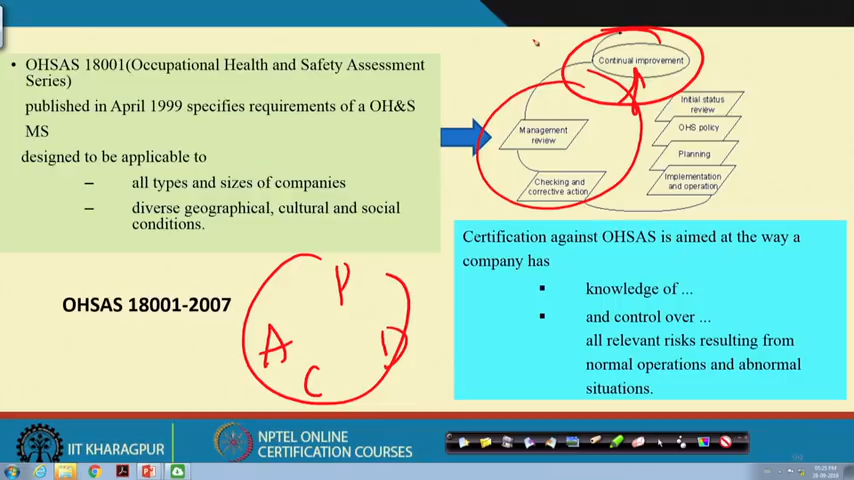 • OHSAS 18001(Occupational Health and Safety Assessment
Series)
published in April 1999 specifies requirements of a OH&S
MS
designed to be applicable to
– all types and sizes of companies
– diverse geographical, cultural and social
conditions.
OHSAS 18001-2007
P
A
D
C
Continual improvement
Initial status
review
OHS policy
Planning
Implementation
and operation
Management
review
Checking and
corrective action
Certification against OHSAS is aimed at the way a
company has
▪ knowledge of ...
▪ and control over ...
all relevant risks resulting from
normal operations and abnormal
situations.
IIT KHARAGPUR
NPTEL ONLINE
CERTIFICATION COURSES